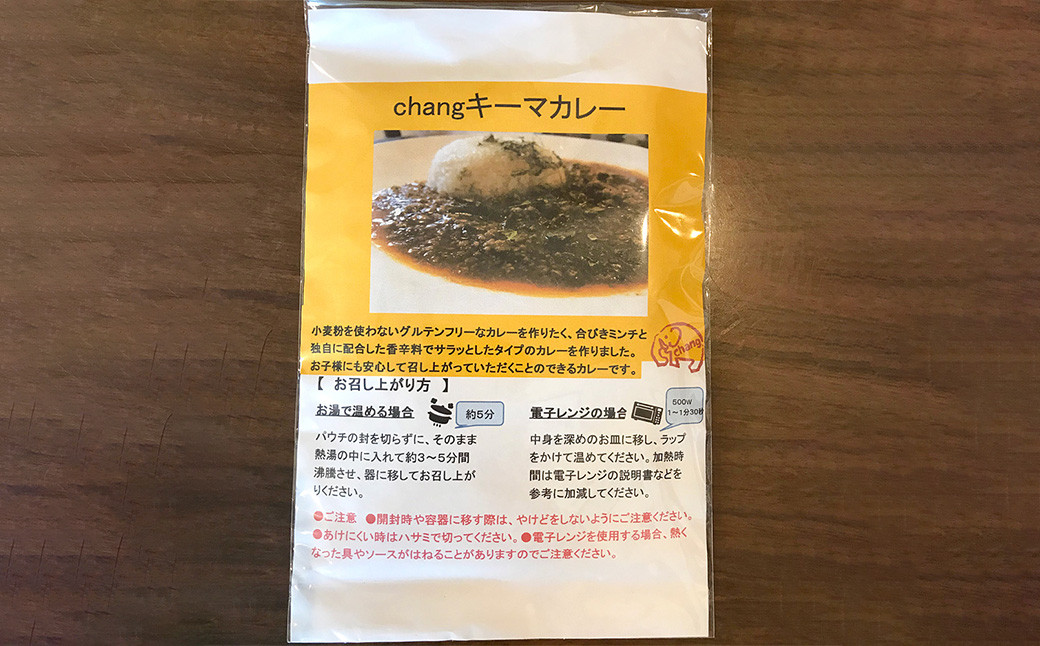 changキーマカレー
小麦粉を使わないグルテンフリーなカレーを作りたく、合びきミンチと
独自に配合した香辛料でサラッとしたタイプのカレーを作りました。
お子様にも安心して召し上がっていただくことのできるカレーです。
chang!
【 お召し上がり方 】
お湯で温める場合
約5分
パウチの封を切らずに、そのまま
熱湯の中に入れて約3〜5分間
沸騰させ、器に移してお召し上が
りください。
電子レンジの場合
500W
1〜1分30秒
中身を深めのお皿に移し、ラップ
をかけて温めてください。加熱時
間は電子レンジの説明書などを
参考に加減してください。
●ご注意 ●開封時や容器に移す際は、やけどをしないようにご注意ください。
●あけにくい時はハサミで切ってください。●電子レンジを使用する場合、熱く
なった具やソースがはねることがありますのでご注意ください。